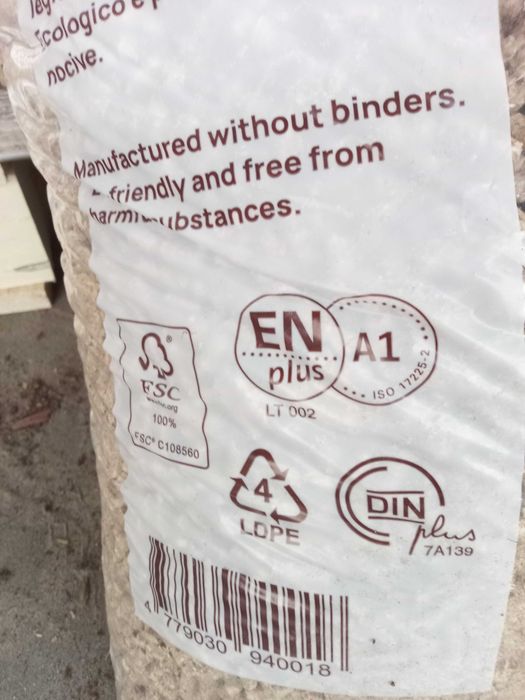 Ecologico e
nocive.
Manufactured without binders.
friendly and free from
substances.
EN
plus
A1
ISO 17225-2
LT 002
®
FSC
www.fsc.org
100%
FSC® C108560
4
LDPE
DIN
plus
7A139
4 779030 940018